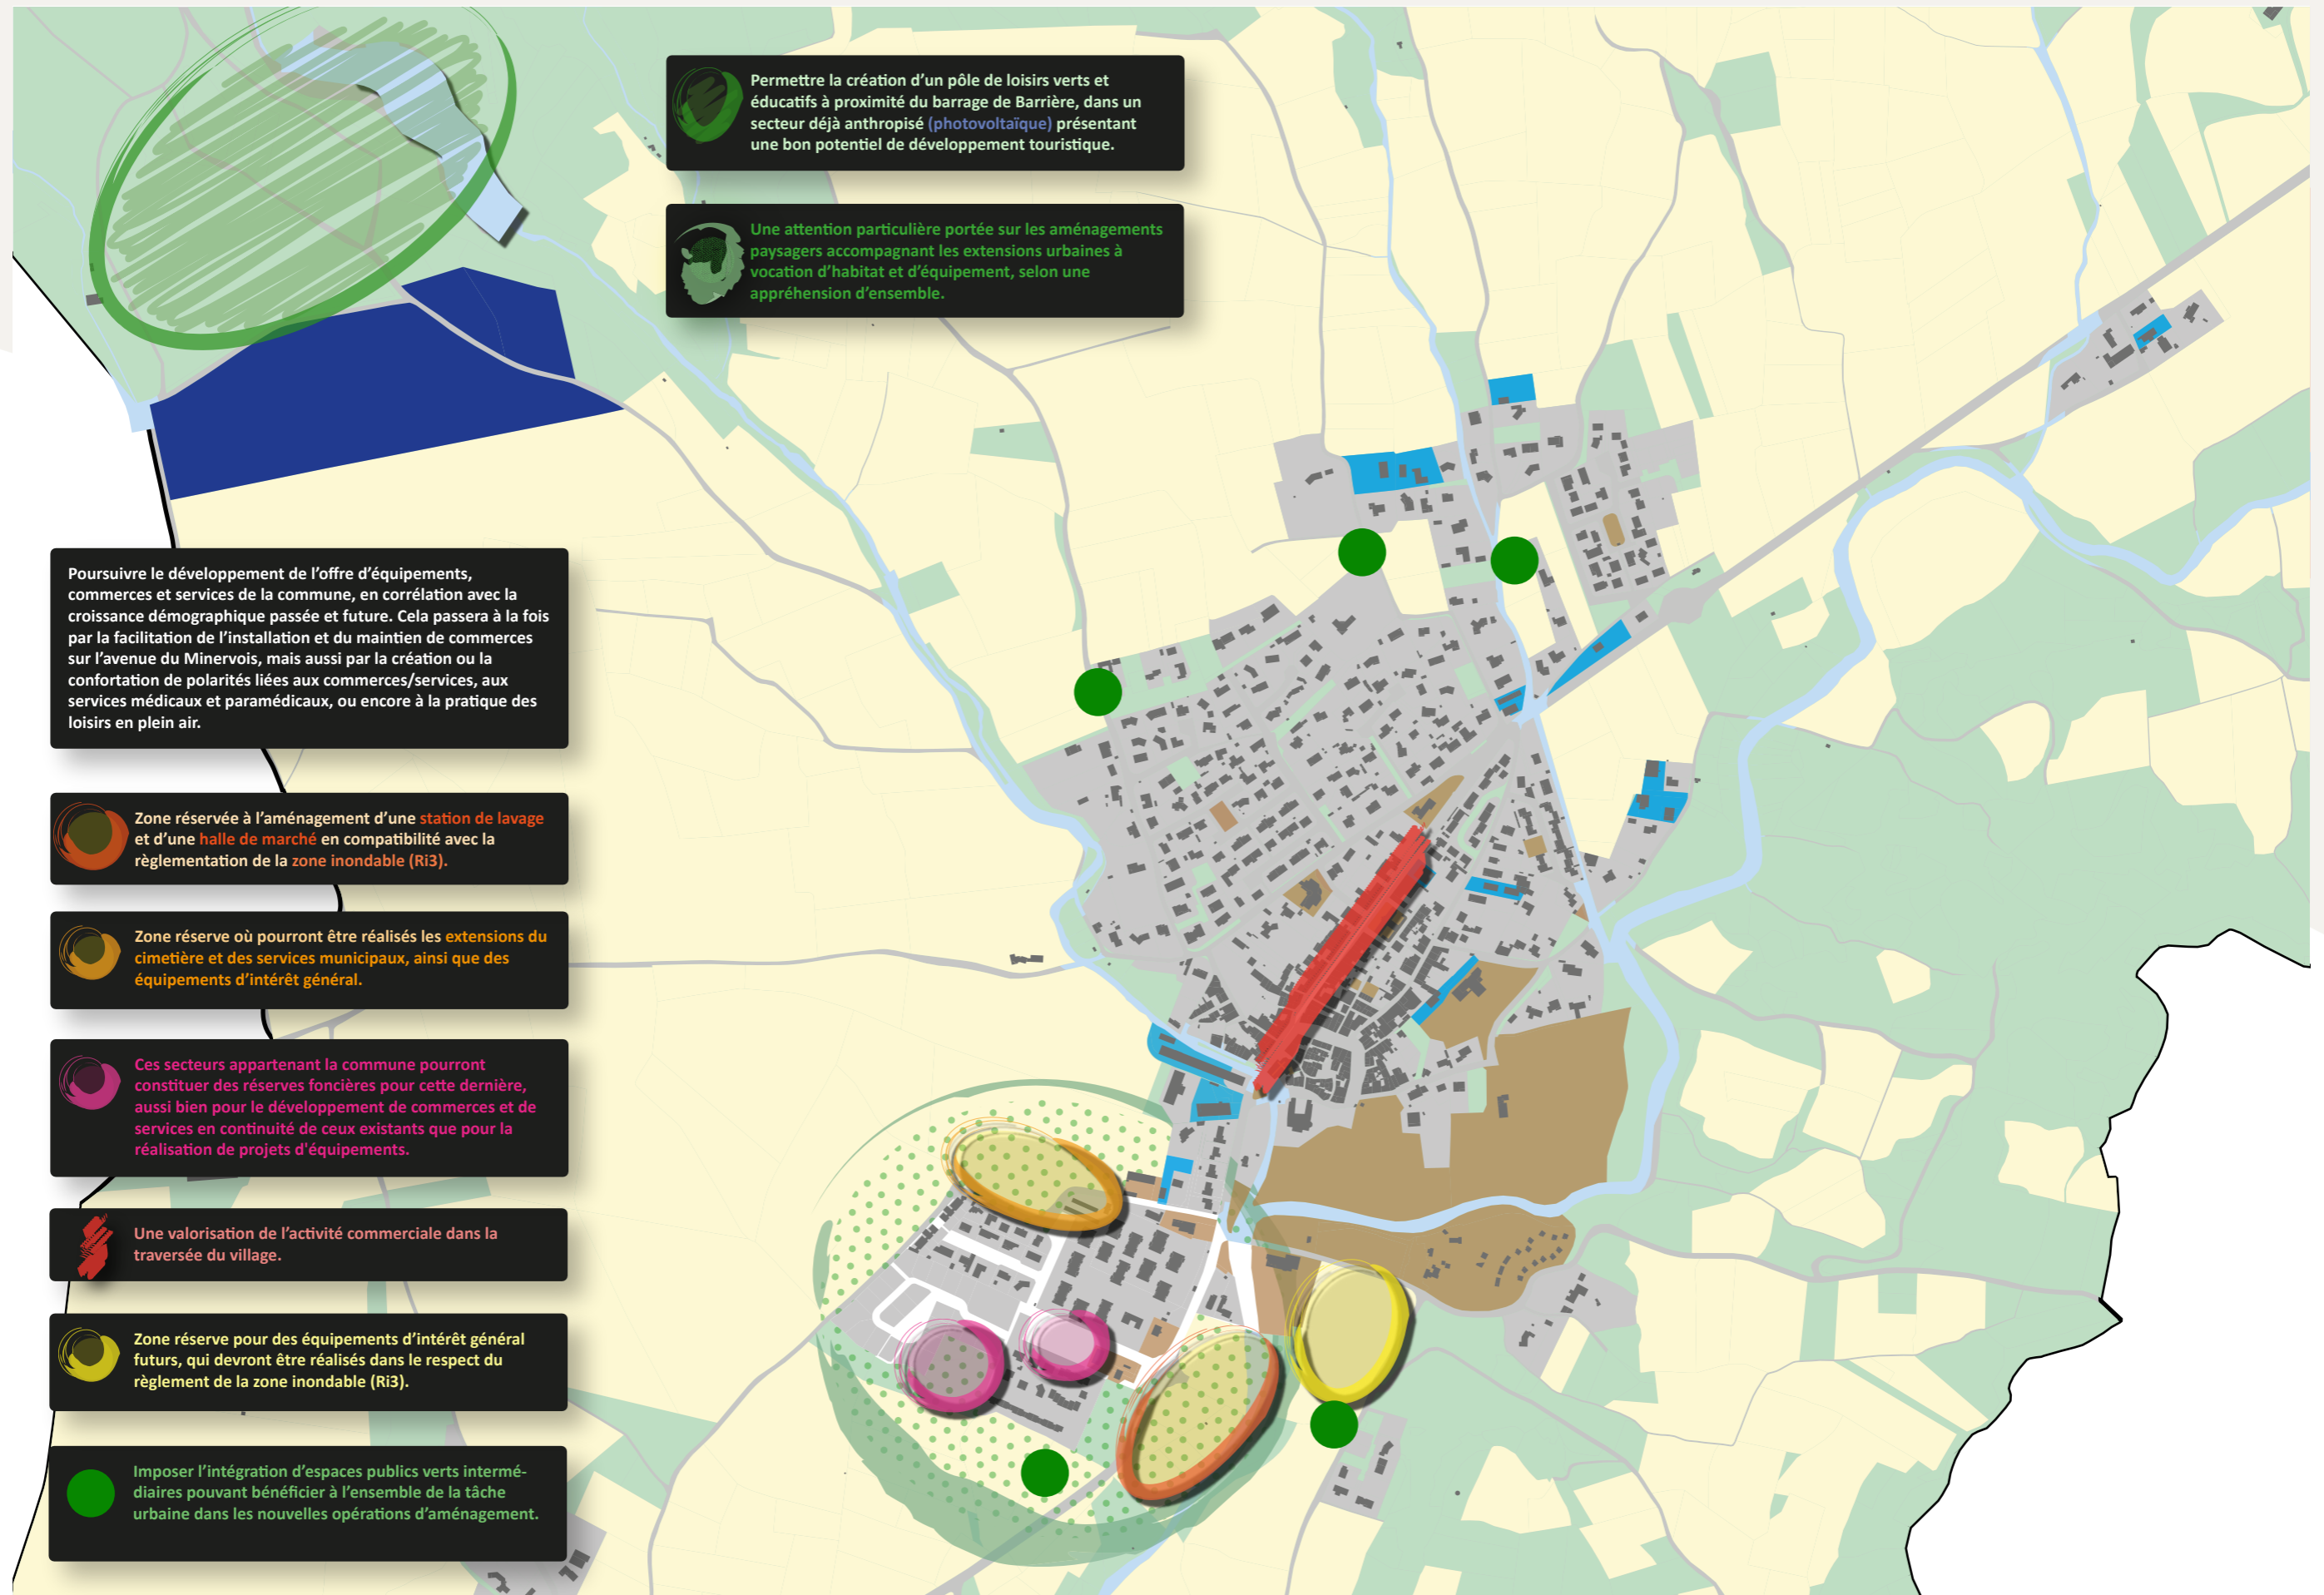 Permettre la création d’un pôle de loisirs verts et
éducatifs à proximité du barrage de Barrière, dans un
secteur déjà anthropisé (photovoltaïque) présentant
une bon potentiel de développement touristique.
Une attention particulière portée sur les aménagements
paysagers accompagnant les extensions urbaines à
vocation d’habitat et d’équipement, selon une
appréhension d’ensemble.
Poursuivre le développement de l’offre d’équipements,
commerces et services de la commune, en corrélation avec la
croissance démographique passée et future. Cela passera à la fois
par la facilitation de l’installation et du maintien de commerces
sur l’avenue du Minervois, mais aussi par la création ou la
confortation de polarités liées aux commerces/services, aux
services médicaux et paramédicaux, ou encore à la pratique des
loisirs en plein air.
Zone réservée à l’aménagement d’une station de lavage
et d’une halle de marché en compatibilité avec la
règlementation de la zone inondable (Ri3).
Zone réserve où pourront être réalisés les extensions du
cimetière et des services municipaux, ainsi que des
équipements d’intérêt général.
Ces secteurs appartenant la commune pourront
constituer des réserves foncières pour cette dernière,
aussi bien pour le développement de commerces et de
services en continuité de ceux existants que pour la
réalisation de projets d'équipements.
Une valorisation de l’activité commerciale dans la
traversée du village.
Zone réserve pour des équipements d’intérêt général
futurs, qui devront être réalisés dans le respect du
règlement de la zone inondable (Ri3).
Imposer l’intégration d’espaces publics verts intermé-
diaires pouvant bénéficier à l’ensemble de la tâche
urbaine dans les nouvelles opérations d’aménagement.